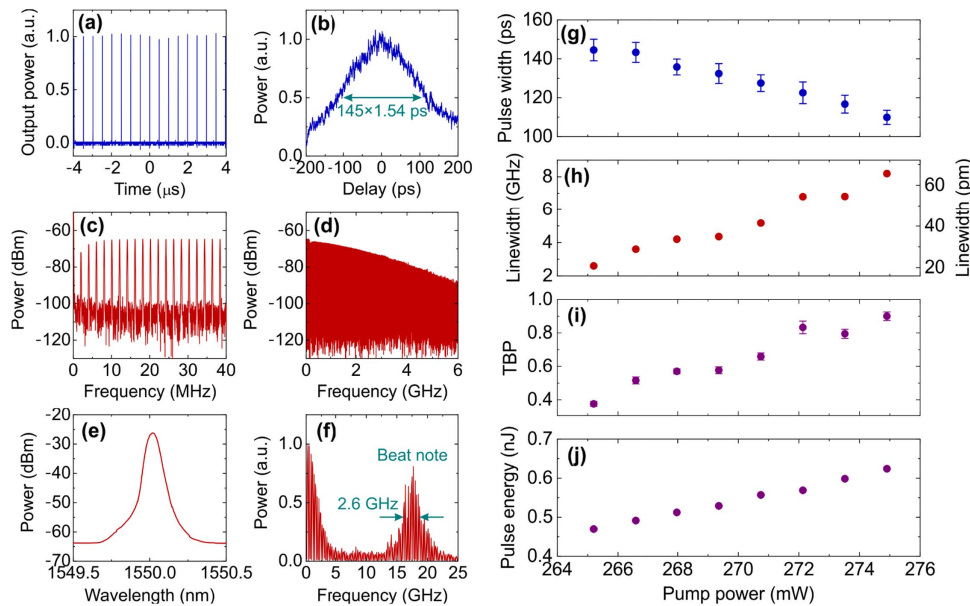 (a)
Output power (a.u.)
1.0
0.5
0.0
-4 -2 0 2 4
Time (μs)
(b)
Power (a.u.)
1.0
0.5
0.0
145×1.54 ps
-200 -100 0 100 200
Delay (ps)
(c)
Power (dBm)
-60
-80
-100
-120
0 10 20 30 40
Frequency (MHz)
(d)
Power (dBm)
-60
-80
-100
-120
0 2 4 6
Frequency (GHz)
(e)
Power (dBm)
-20
-30
-40
-50
-60
-70
1549.5 1550.0 1550.5
Wavelength (nm)
(f)
Power (a.u.)
1.0
0.5
0.0
Beat note
2.6 GHz
0 5 10 15 20 25
Frequency (GHz)
(g)
Pulse width (ps)
160
140
120
100
(h)
Linewidth (GHz)
8
6
4
2
Linewidth (pm)
60
40
20
(i)
TBP
1.0
0.8
0.6
0.4
(j)
Pulse energy (nJ)
0.7
0.6
0.5
0.4
264 266 268 270 272 274 276
Pump power (mW)